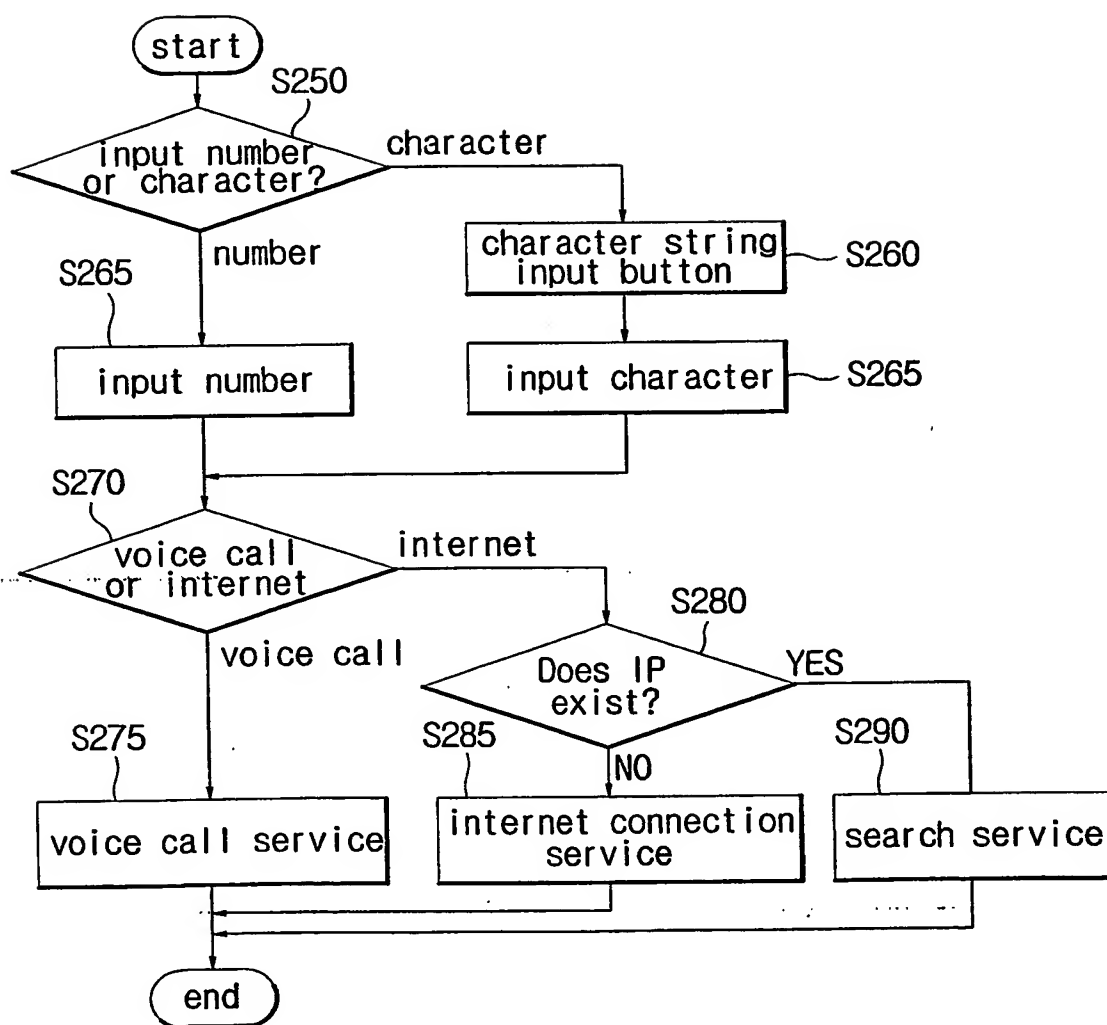 start
S250
input number
or character?
character
number
character string
input button
S260
S265
input number
input character
S265
S270
voice call
or internet
internet
voice call
S280
Does IP
exist?
YES
NO
S275
voice call service
S285
internet connection
service
S290
search service
end